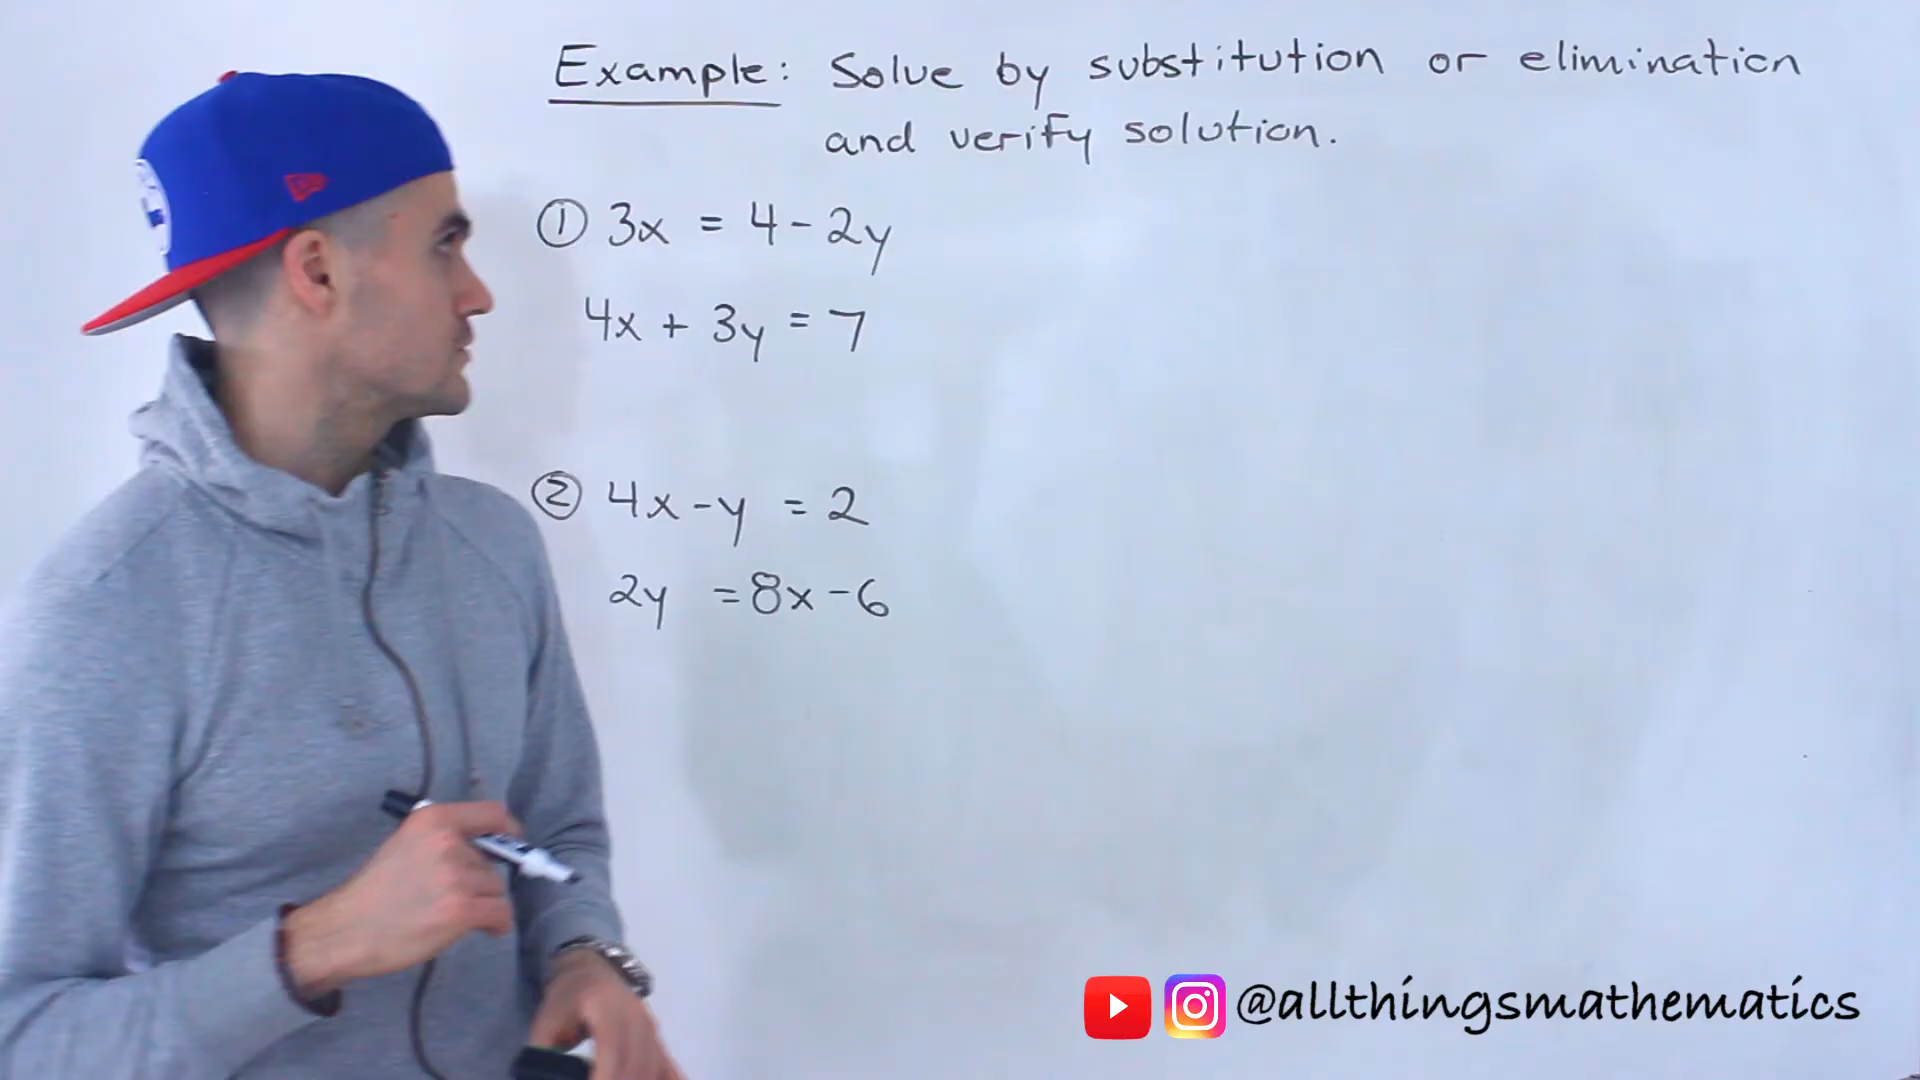 Example: Solve by substitution or elimination
and verify solution.
① 3x = 4 - 2y
4x + 3y = 7
② 4x - y = 2
2y = 8x - 6
@allthingsmathematics